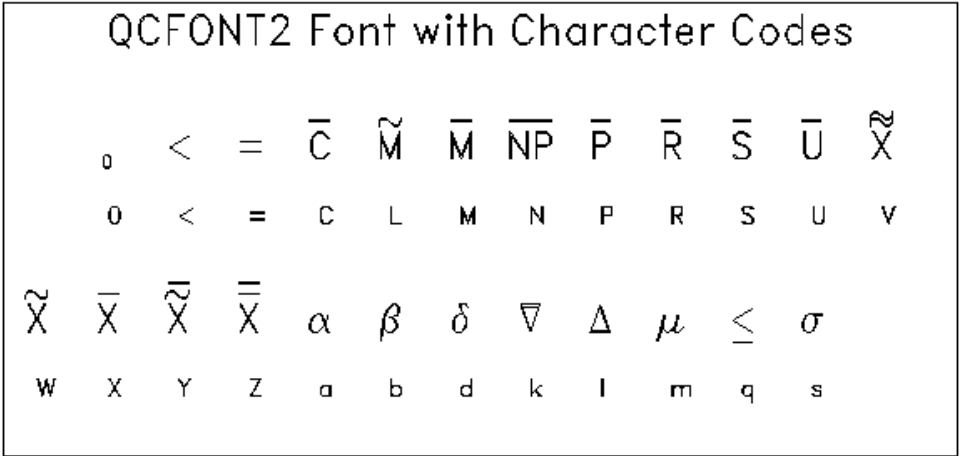 QCFONT2 Font with Character Codes
₀ < = C̅ M̃ M̅ N̅P̅ P̅ R̅ S̅ U̅ X̃̃
0 < = C L M N P R S U V
X̃ X̅ X̃̅ X̿ α β δ ∇̅ Δ μ ≤ σ
W X Y Z a b d k l m q s